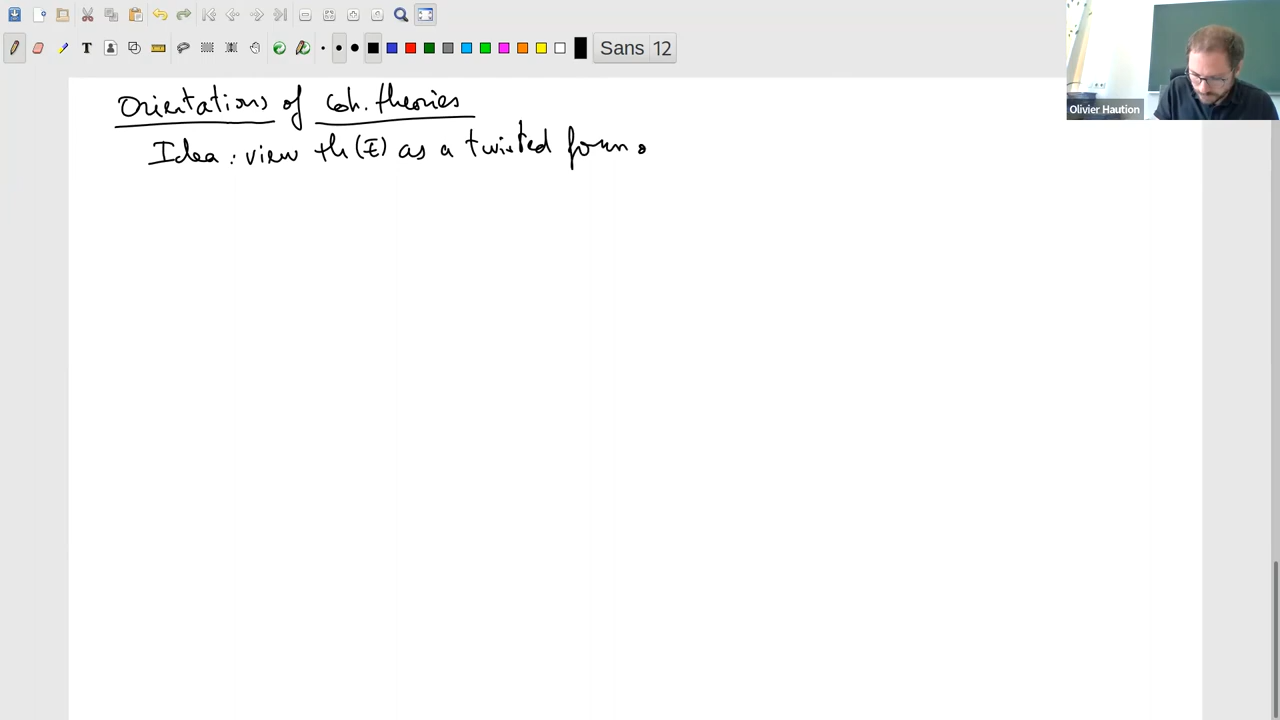 Sans 12
Olivier Haution
Orientations of coh. theories
Idea : view th(E) as a twisted form o